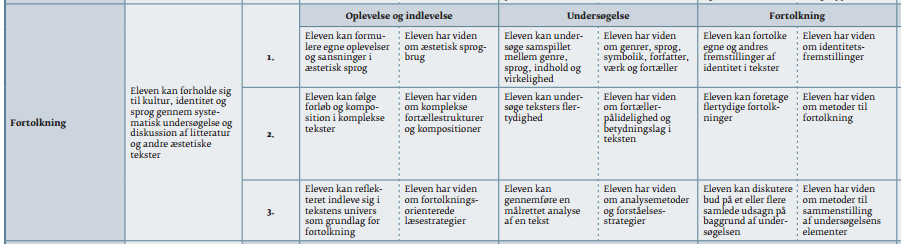 Oplevelse og indlevelse
Undersøgelse
Fortolkning
Fortolkning
Eleven kan forholde sig
til kultur, identitet og
sprog gennem syste-
matisk undersøgelse og
diskussion af litteratur
og andre æstetiske
tekster
1.
Eleven kan formu-
lere egne oplevelser
og sansninger i
æstetisk sprog
Eleven har viden
om æstetisk sprog-
brug
Eleven kan under-
søge samspillet
mellem genre,
sprog, indhold og
virkelighed
Eleven har viden
om genrer, sprog,
symbolik, forfatter,
værk og fortæller
Eleven kan fortolke
egne og andres
fremstillinger af
identitet i tekster
Eleven har viden
om identitets-
fremstillinger
2.
Eleven kan følge
forløb og kompo-
sition i komplekse
tekster
Eleven har viden
om komplekse
fortællestrukturer
og kompositioner
Eleven kan under-
søge teksters fler-
tydighed
Eleven har viden
om fortæller-
pålidelighed og
betydningslag i
teksten
Eleven kan foretage
flertydige fortolk-
ninger
Eleven har viden
om metoder til
fortolkning
3.
Eleven kan reflek-
teret indleve sig i
tekstens univers
som grundlag for
fortolkning
Eleven har viden
om fortolknings-
orienterede
læsestrategier
Eleven kan
gennemføre en
målrettet analyse
af en tekst
Eleven har viden
om analysemetoder
og forståelses-
strategier
Eleven kan diskutere
bud på et eller flere
samlede udsagn på
baggrund af under-
søgelsen
Eleven har viden
om metoder til
sammenstilling
af undersøgelsens
elementer